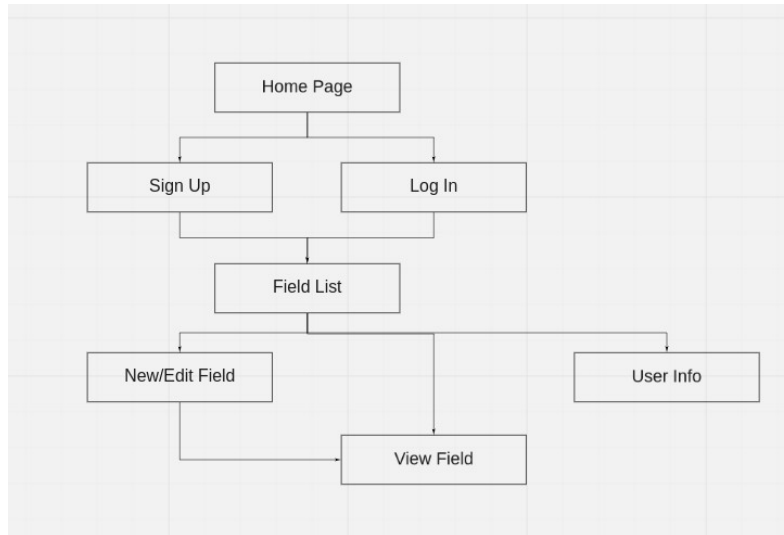 Home Page
Sign Up
Log In
Field List
New/Edit Field
User Info
View Field